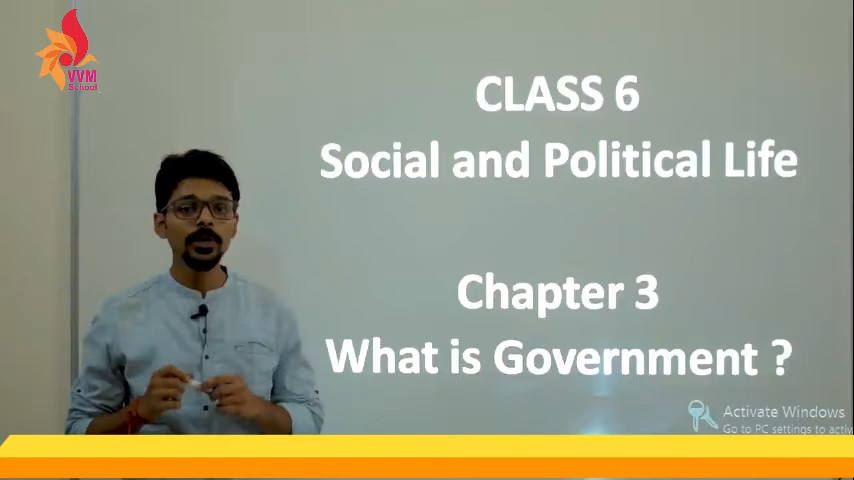 VVM
School
CLASS 6
Social and Political Life
Chapter 3
What is Government ?
Activate Windows
Go to PC settings to activ